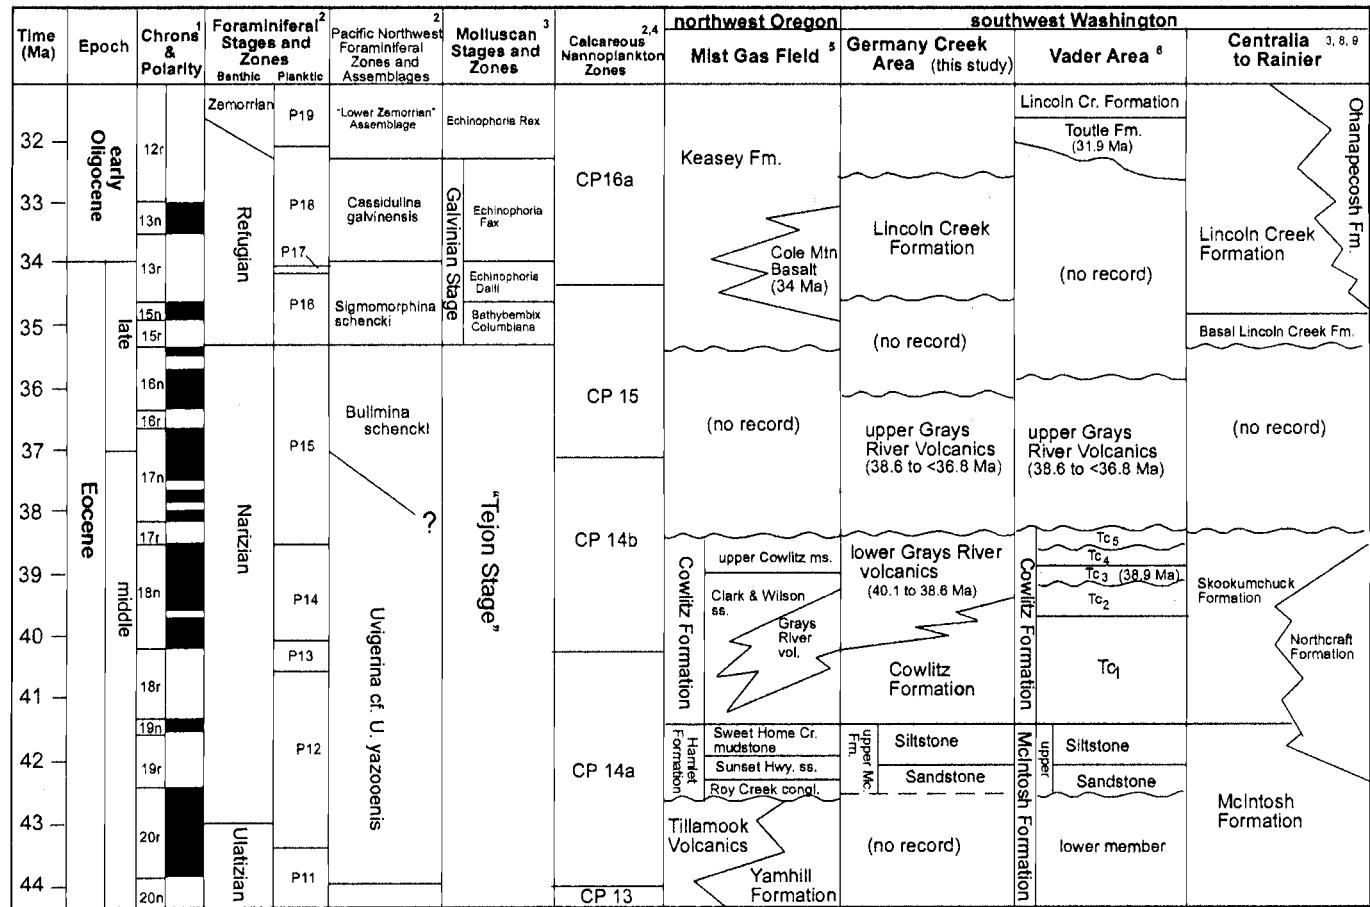 northwest Oregon
southwest Washington
Time
(Ma)
Epoch
Chrons 1
&
Polarity
Foraminiferal 2
Stages and
Zones
Benthic Planktic
2
Pacific Northwest
Foraminiferal
Zones and
Assemblages
Molluscan 3
Stages and
Zones
2,4
Calcareous
Nannoplankton
Zones
Mist Gas Field 5
Germany Creek
Area (this study)
Vader Area 6
Centralia 3, 8, 9
to Rainier
32
33
34
35
36
37
38
39
40
41
42
43
44
early
Oligocene
Eocene
late
middle
12r
13n
13r
15n
15r
16n
16r
17n
17r
18n
18r
19n
19r
20r
20n
Zemorrian
Refugian
Narizian
Ulatizian
P19
P18
P17
P16
P15
P14
P13
P12
P11
"Lower Zemorrian"
Assemblage
Cassidulina
galvinensis
Sigmomorphina
schencki
Bulimina
schencki
?
Uvigerina cf. U. yazooenis
Echinophoria Rex
Galvinian Stage
Echinophoria
Fax
Echinophoria
Dalli
Bathybembix
Columbiana
"Tejon Stage"
CP16a
CP 15
CP 14b
CP 14a
CP 13
Keasey Fm.
Cole Mtn
Basalt
(34 Ma)
(no record)
Cowlitz Formation
upper Cowlitz ms.
Clark & Wilson
ss.
Grays
River
vol.
Hamlet
Formation
Sweet Home Cr.
mudstone
Sunset Hwy. ss.
Roy Creek congl.
Tillamook
Volcanics
Yamhill
Formation
Lincoln Creek
Formation
(no record)
upper Grays
River Volcanics
(38.6 to <36.8 Ma)
lower Grays River
volcanics
(40.1 to 38.6 Ma)
Cowlitz
Formation
upper Mc.
Fm.
Siltstone
Sandstone
(no record)
Lincoln Cr. Formation
Toutle Fm.
(31.9 Ma)
(no record)
upper Grays
River Volcanics
(38.6 to <36.8 Ma)
Cowlitz Formation
Tc5
Tc4
Tc3 (38.9 Ma)
Tc2
Tc1
McIntosh Formation
upper
Siltstone
Sandstone
lower member
Ohanapecosh Fm.
Lincoln Creek
Formation
Basal Lincoln Creek Fm.
(no record)
Skookumchuck
Formation
Northcraft
Formation
McIntosh
Formation